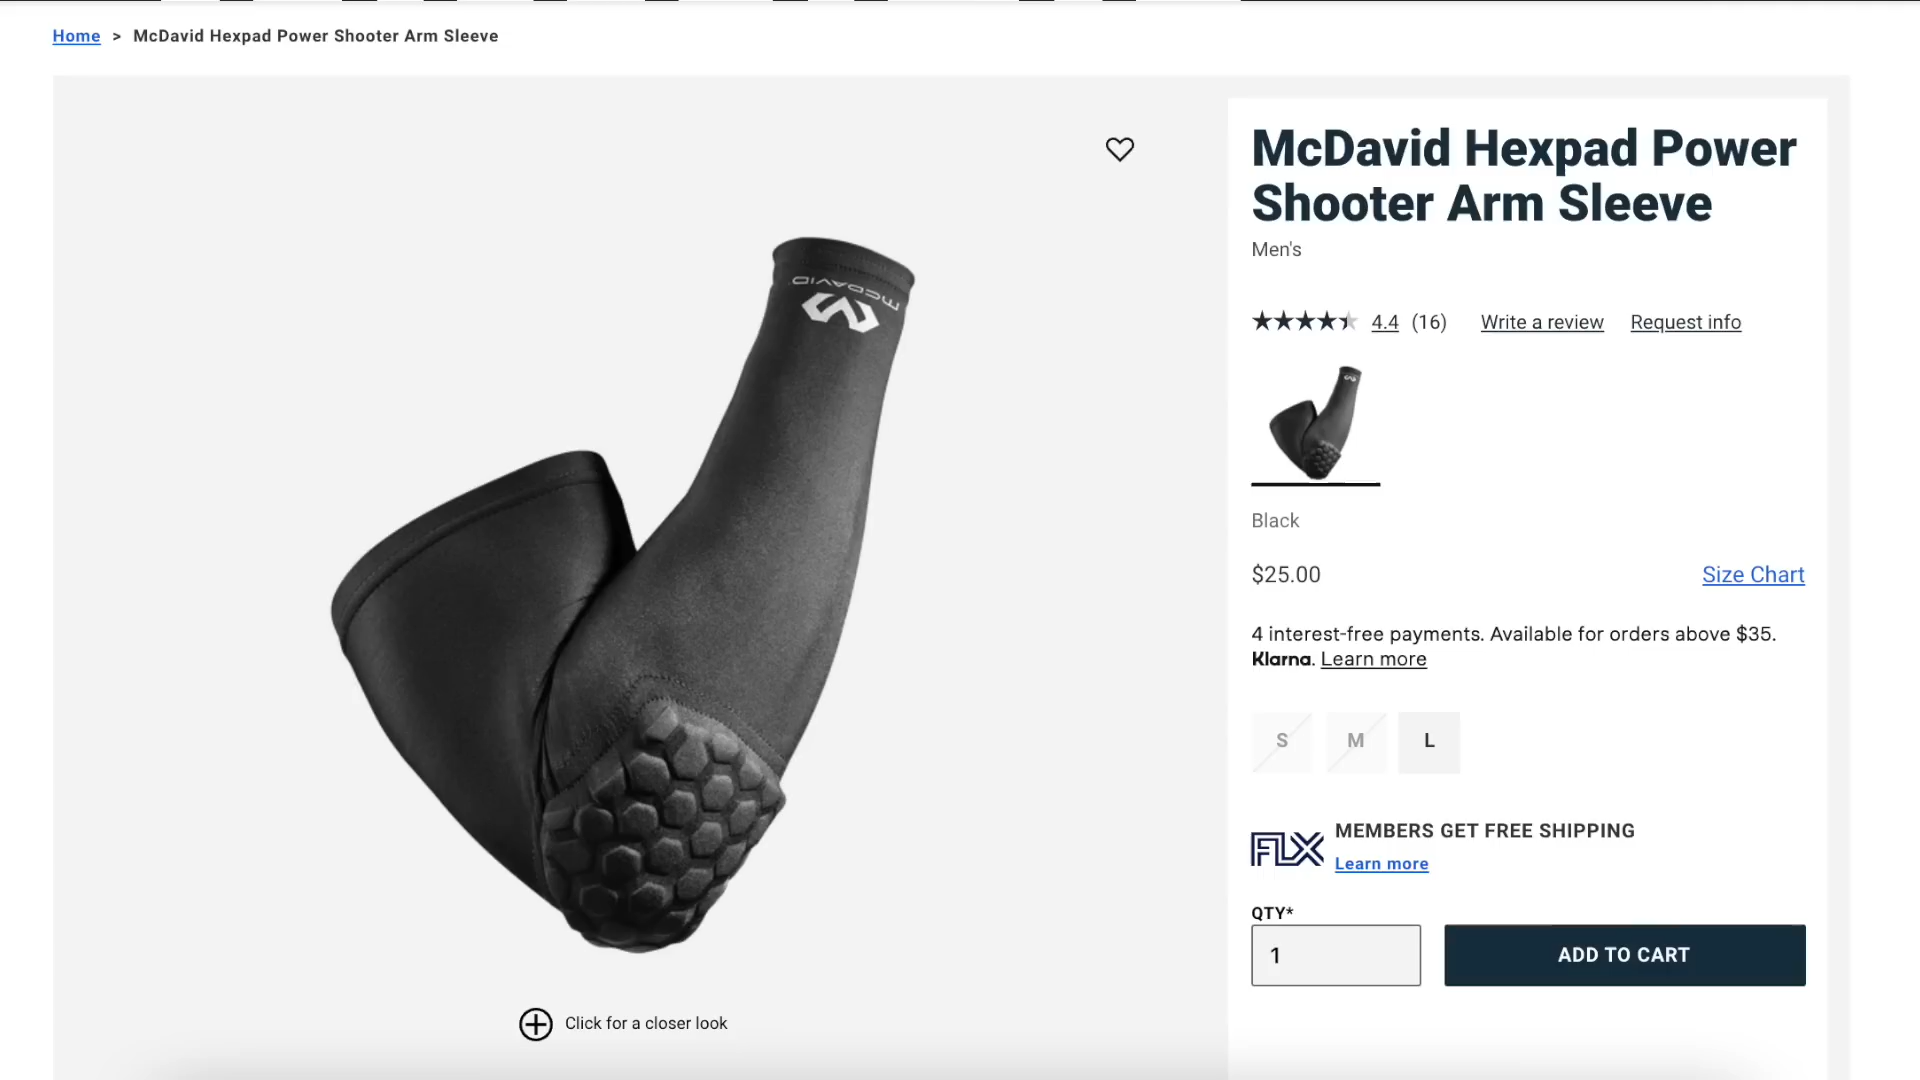 Home > McDavid Hexpad Power Shooter Arm Sleeve
MCDAVID
McDavid Hexpad Power
Shooter Arm Sleeve
Men's
4.4 (16) Write a review Request info
Black
$25.00 Size Chart
4 interest-free payments. Available for orders above $35.
Klarna. Learn more
S M L
FLX
MEMBERS GET FREE SHIPPING
Learn more
QTY*
1 ADD TO CART
Click for a closer look